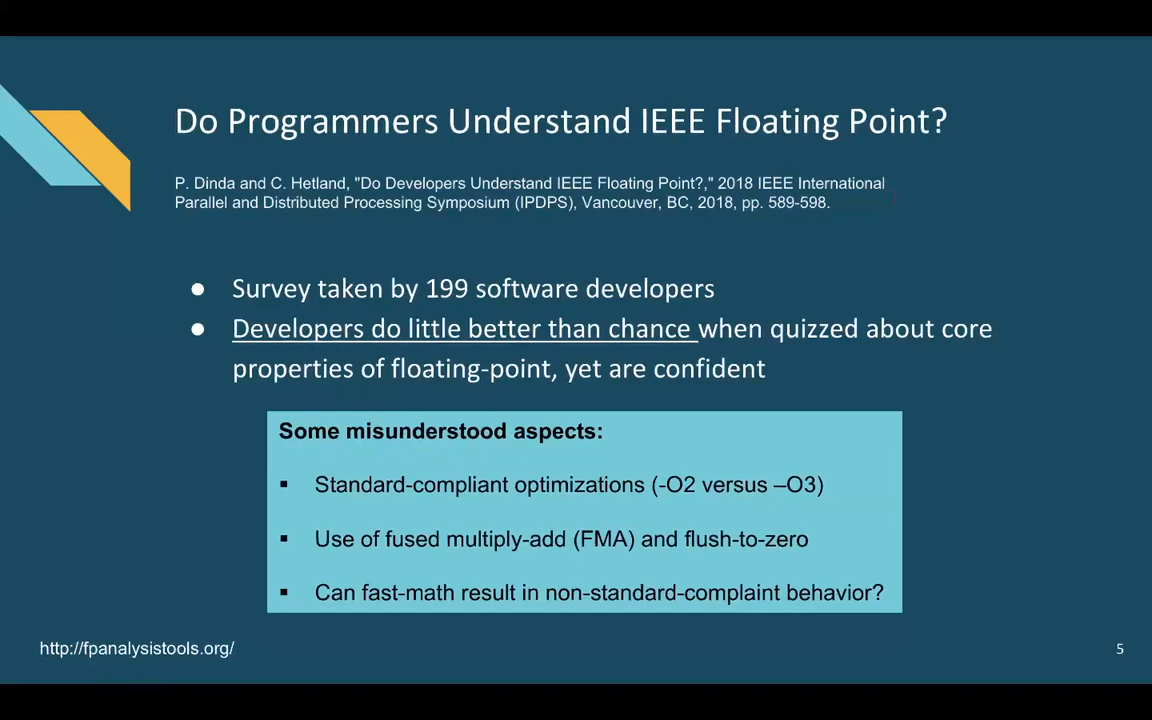 Do Programmers Understand IEEE Floating Point?
P. Dinda and C. Hetland, "Do Developers Understand IEEE Floating Point?," 2018 IEEE International
Parallel and Distributed Processing Symposium (IPDPS), Vancouver, BC, 2018, pp. 589-598.
● Survey taken by 199 software developers
● Developers do little better than chance when quizzed about core
properties of floating-point, yet are confident
Some misunderstood aspects:
▪ Standard-compliant optimizations (-O2 versus –O3)
▪ Use of fused multiply-add (FMA) and flush-to-zero
▪ Can fast-math result in non-standard-complaint behavior?
http://fpanalysistools.org/
5